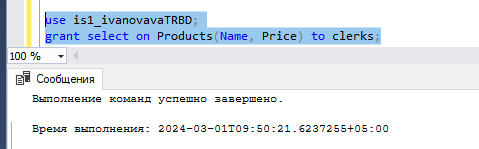 use is1_ivanovavaTRBD;
grant select on Products(Name, Price) to clerks;
100 %
Сообщения
Выполнение команд успешно завершено.
Время выполнения: 2024-03-01T09:50:21.6237255+05:00